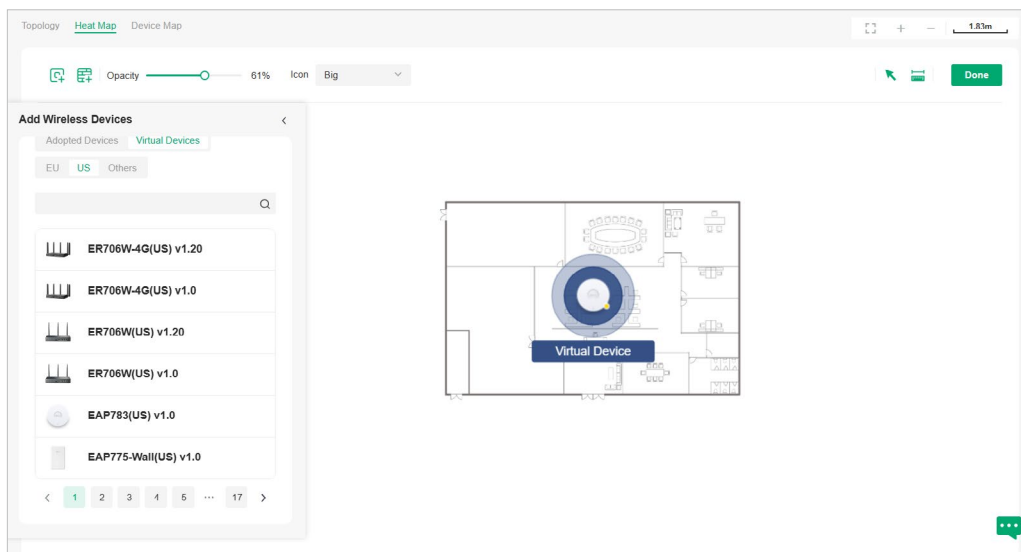 Topology Heat Map Device Map
1.83m
Opacity 61% Icon Big
Done
Add Wireless Devices
Adopted Devices Virtual Devices
EU US Others
ER706W-4G(US) v1.20
ER706W-4G(US) v1.0
ER706W(US) v1.20
ER706W(US) v1.0
EAP783(US) v1.0
EAP775-Wall(US) v1.0
1 2 3 4 5 ··· 17
Virtual Device